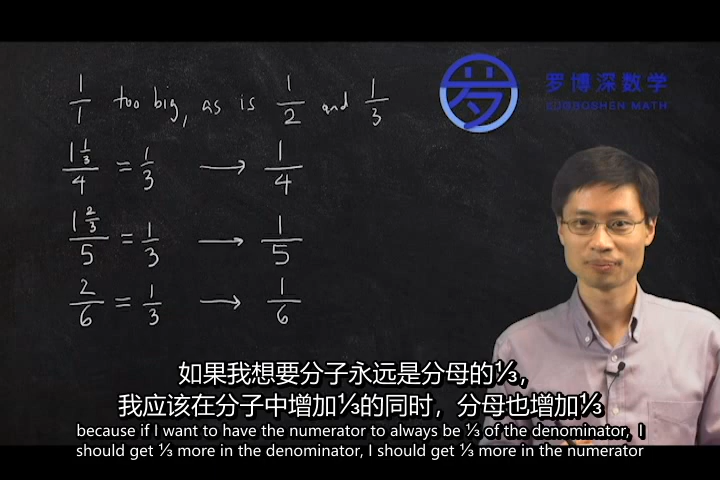 1/1 too big, as is 1/2 and 1/3
罗博深数学
LUOBOSHEN MATH
1 1/3 / 4 = 1/3 → 1/4
1 2/3 / 5 = 1/3 → 1/5
2/6 = 1/3 → 1/6
如果我想要分子永远是分母的⅓，
我应该在分子中增加⅓的同时，分母也增加⅓
because if I want to have the numerator to always be ⅓ of the denominator, I
should get ⅓ more in the denominator, I should get ⅓ more in the numerator